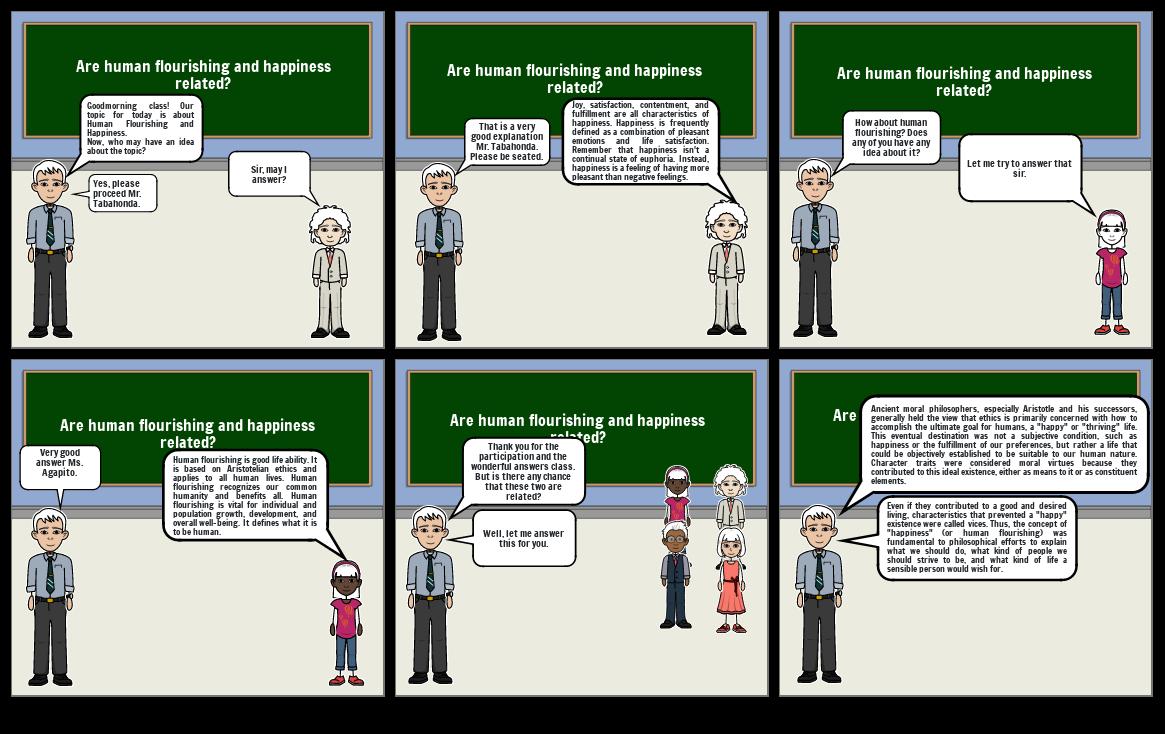 Are human flourishing and happiness
related?
Goodmorning class! Our
topic for today is about
Human Flourishing and
Happiness.
Now, who may have an idea
about the topic?
Sir, may I
answer?
Yes, please
proceed Mr.
Tabahonda.
Are human flourishing and happiness
related?
Joy, satisfaction, contentment, and
fulfillment are all characteristics of
happiness. Happiness is frequently
defined as a combination of pleasant
emotions and life satisfaction.
Remember that happiness isn't a
continual state of euphoria. Instead,
happiness is a feeling of having more
pleasant than negative feelings.
That is a very
good explanation
Mr. Tabahonda.
Please be seated.
Are human flourishing and happiness
related?
How about human
flourishing? Does
any of you have any
idea about it?
Let me try to answer that
sir.
Are human flourishing and happiness
related?
Very good
answer Ms.
Agapito.
Human flourishing is good life ability. It
is based on Aristotelian ethics and
applies to all human lives. Human
flourishing recognizes our common
humanity and benefits all. Human
flourishing is vital for individual and
population growth, development, and
overall well-being. It defines what it is
to be human.
Are human flourishing and happiness
related?
Thank you for the
participation and the
wonderful answers class.
But is there any chance
that these two are
related?
Well, let me answer
this for you.
Are
Ancient moral philosophers, especially Aristotle and his successors,
generally held the view that ethics is primarily concerned with how to
accomplish the ultimate goal for humans, a "happy" or "thriving" life.
This eventual destination was not a subjective condition, such as
happiness or the fulfillment of our preferences, but rather a life that
could be objectively established to be suitable to our human nature.
Character traits were considered moral virtues because they
contributed to this ideal existence, either as means to it or as constituent
elements.
Even if they contributed to a good and desired
living, characteristics that prevented a "happy"
existence were called vices. Thus, the concept of
"happiness" (or human flourishing) was
fundamental to philosophical efforts to explain
what we should do, what kind of people we
should strive to be, and what kind of life a
sensible person would wish for.